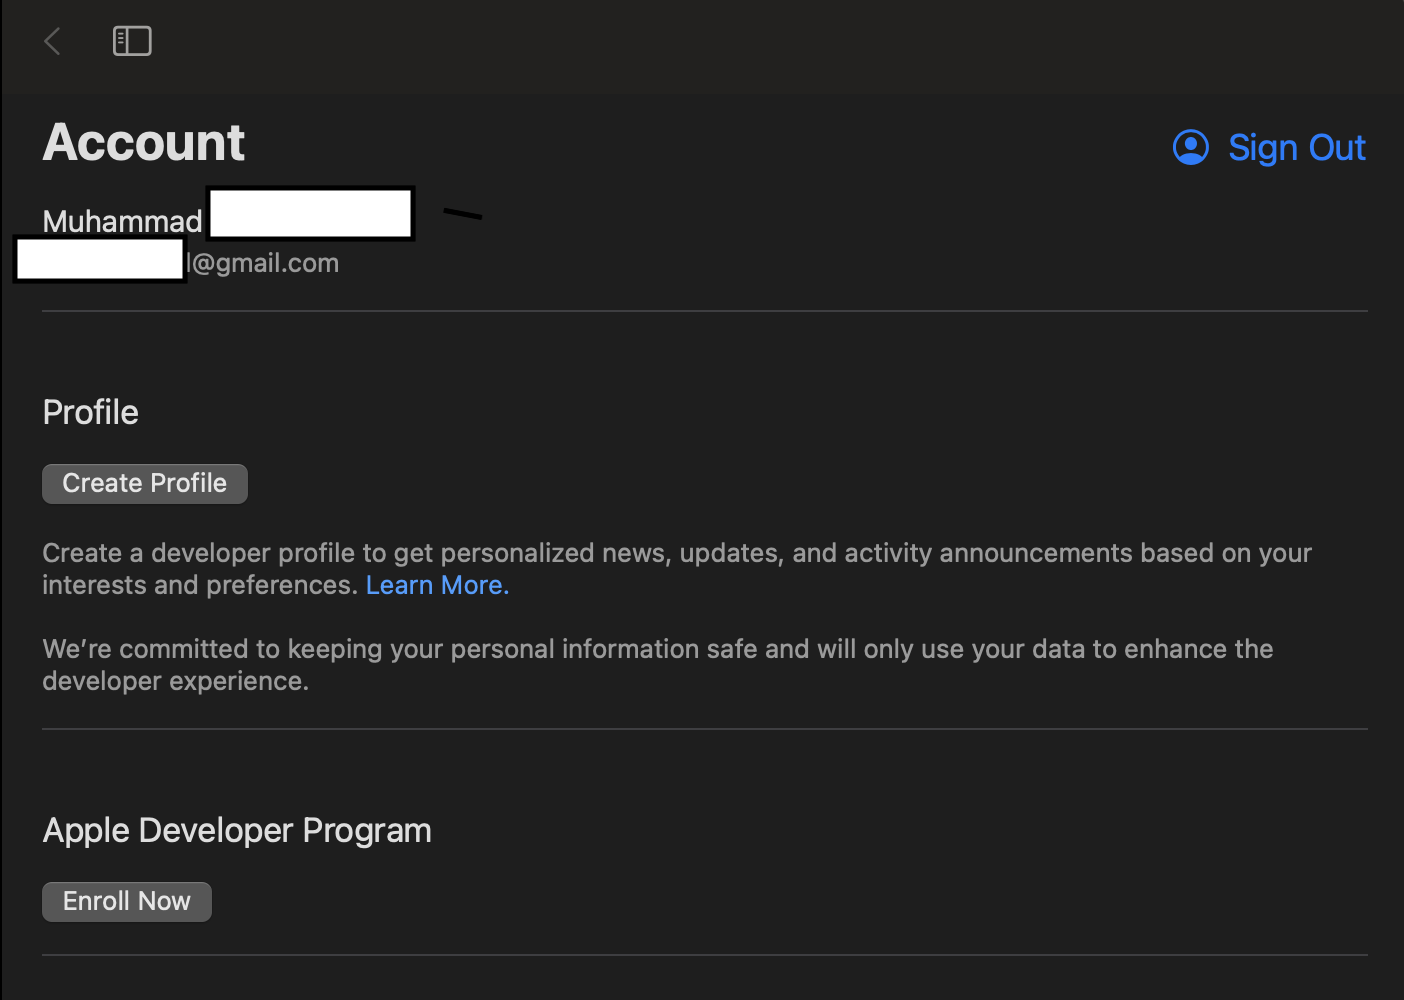 Account
Sign Out
Muhammad
l@gmail.com
Profile
Create Profile
Create a developer profile to get personalized news, updates, and activity announcements based on your
interests and preferences. Learn More.
We’re committed to keeping your personal information safe and will only use your data to enhance the
developer experience.
Apple Developer Program
Enroll Now